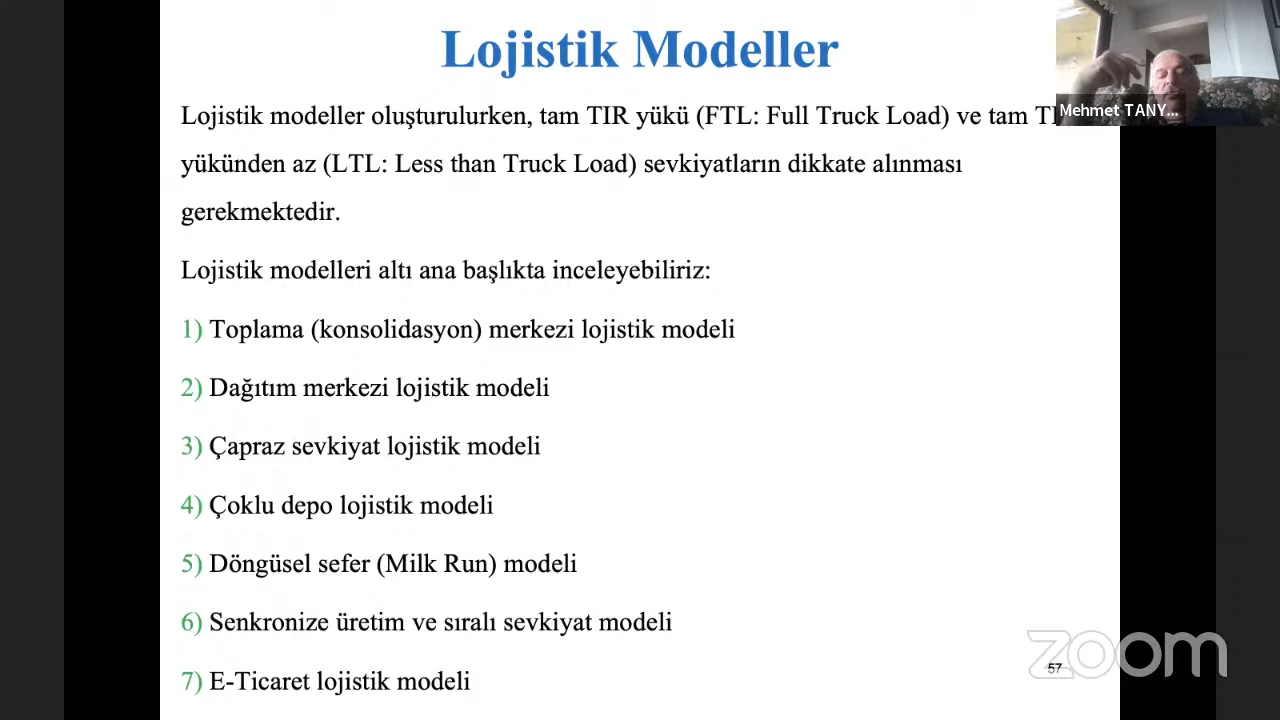 Lojistik Modeller
Lojistik modeller oluşturulurken, tam TIR yükü (FTL: Full Truck Load) ve tam
yükünden az (LTL: Less than Truck Load) sevkiyatların dikkate alınması
gerekmektedir.
Lojistik modelleri altı ana başlıkta inceleyebiliriz:
1) Toplama (konsolidasyon) merkezi lojistik modeli
2) Dağıtım merkezi lojistik modeli
3) Çapraz sevkiyat lojistik modeli
4) Çoklu depo lojistik modeli
5) Döngüsel sefer (Milk Run) modeli
6) Senkronize üretim ve sıralı sevkiyat modeli
7) E-Ticaret lojistik modeli
Mehmet TANY...
57
zoom